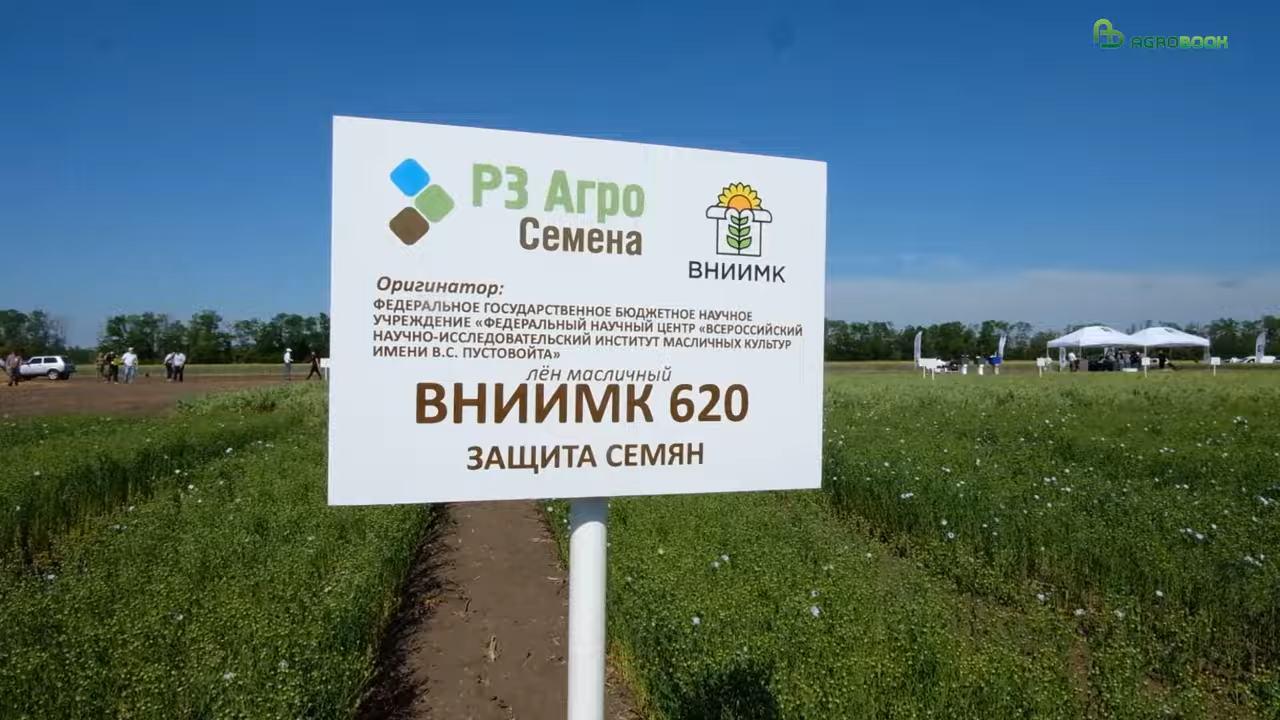 AGROBOOK
РЗ Агро
Семена
ВНИИМК
Оригинатор:
ФЕДЕРАЛЬНОЕ ГОСУДАРСТВЕННОЕ БЮДЖЕТНОЕ НАУЧНОЕ
УЧРЕЖДЕНИЕ «ФЕДЕРАЛЬНЫЙ НАУЧНЫЙ ЦЕНТР «ВСЕРОССИЙСКИЙ
НАУЧНО-ИССЛЕДОВАТЕЛЬСКИЙ ИНСТИТУТ МАСЛИЧНЫХ КУЛЬТУР
ИМЕНИ В.С. ПУСТОВОЙТА»
лён масличный
ВНИИМК 620
ЗАЩИТА СЕМЯН